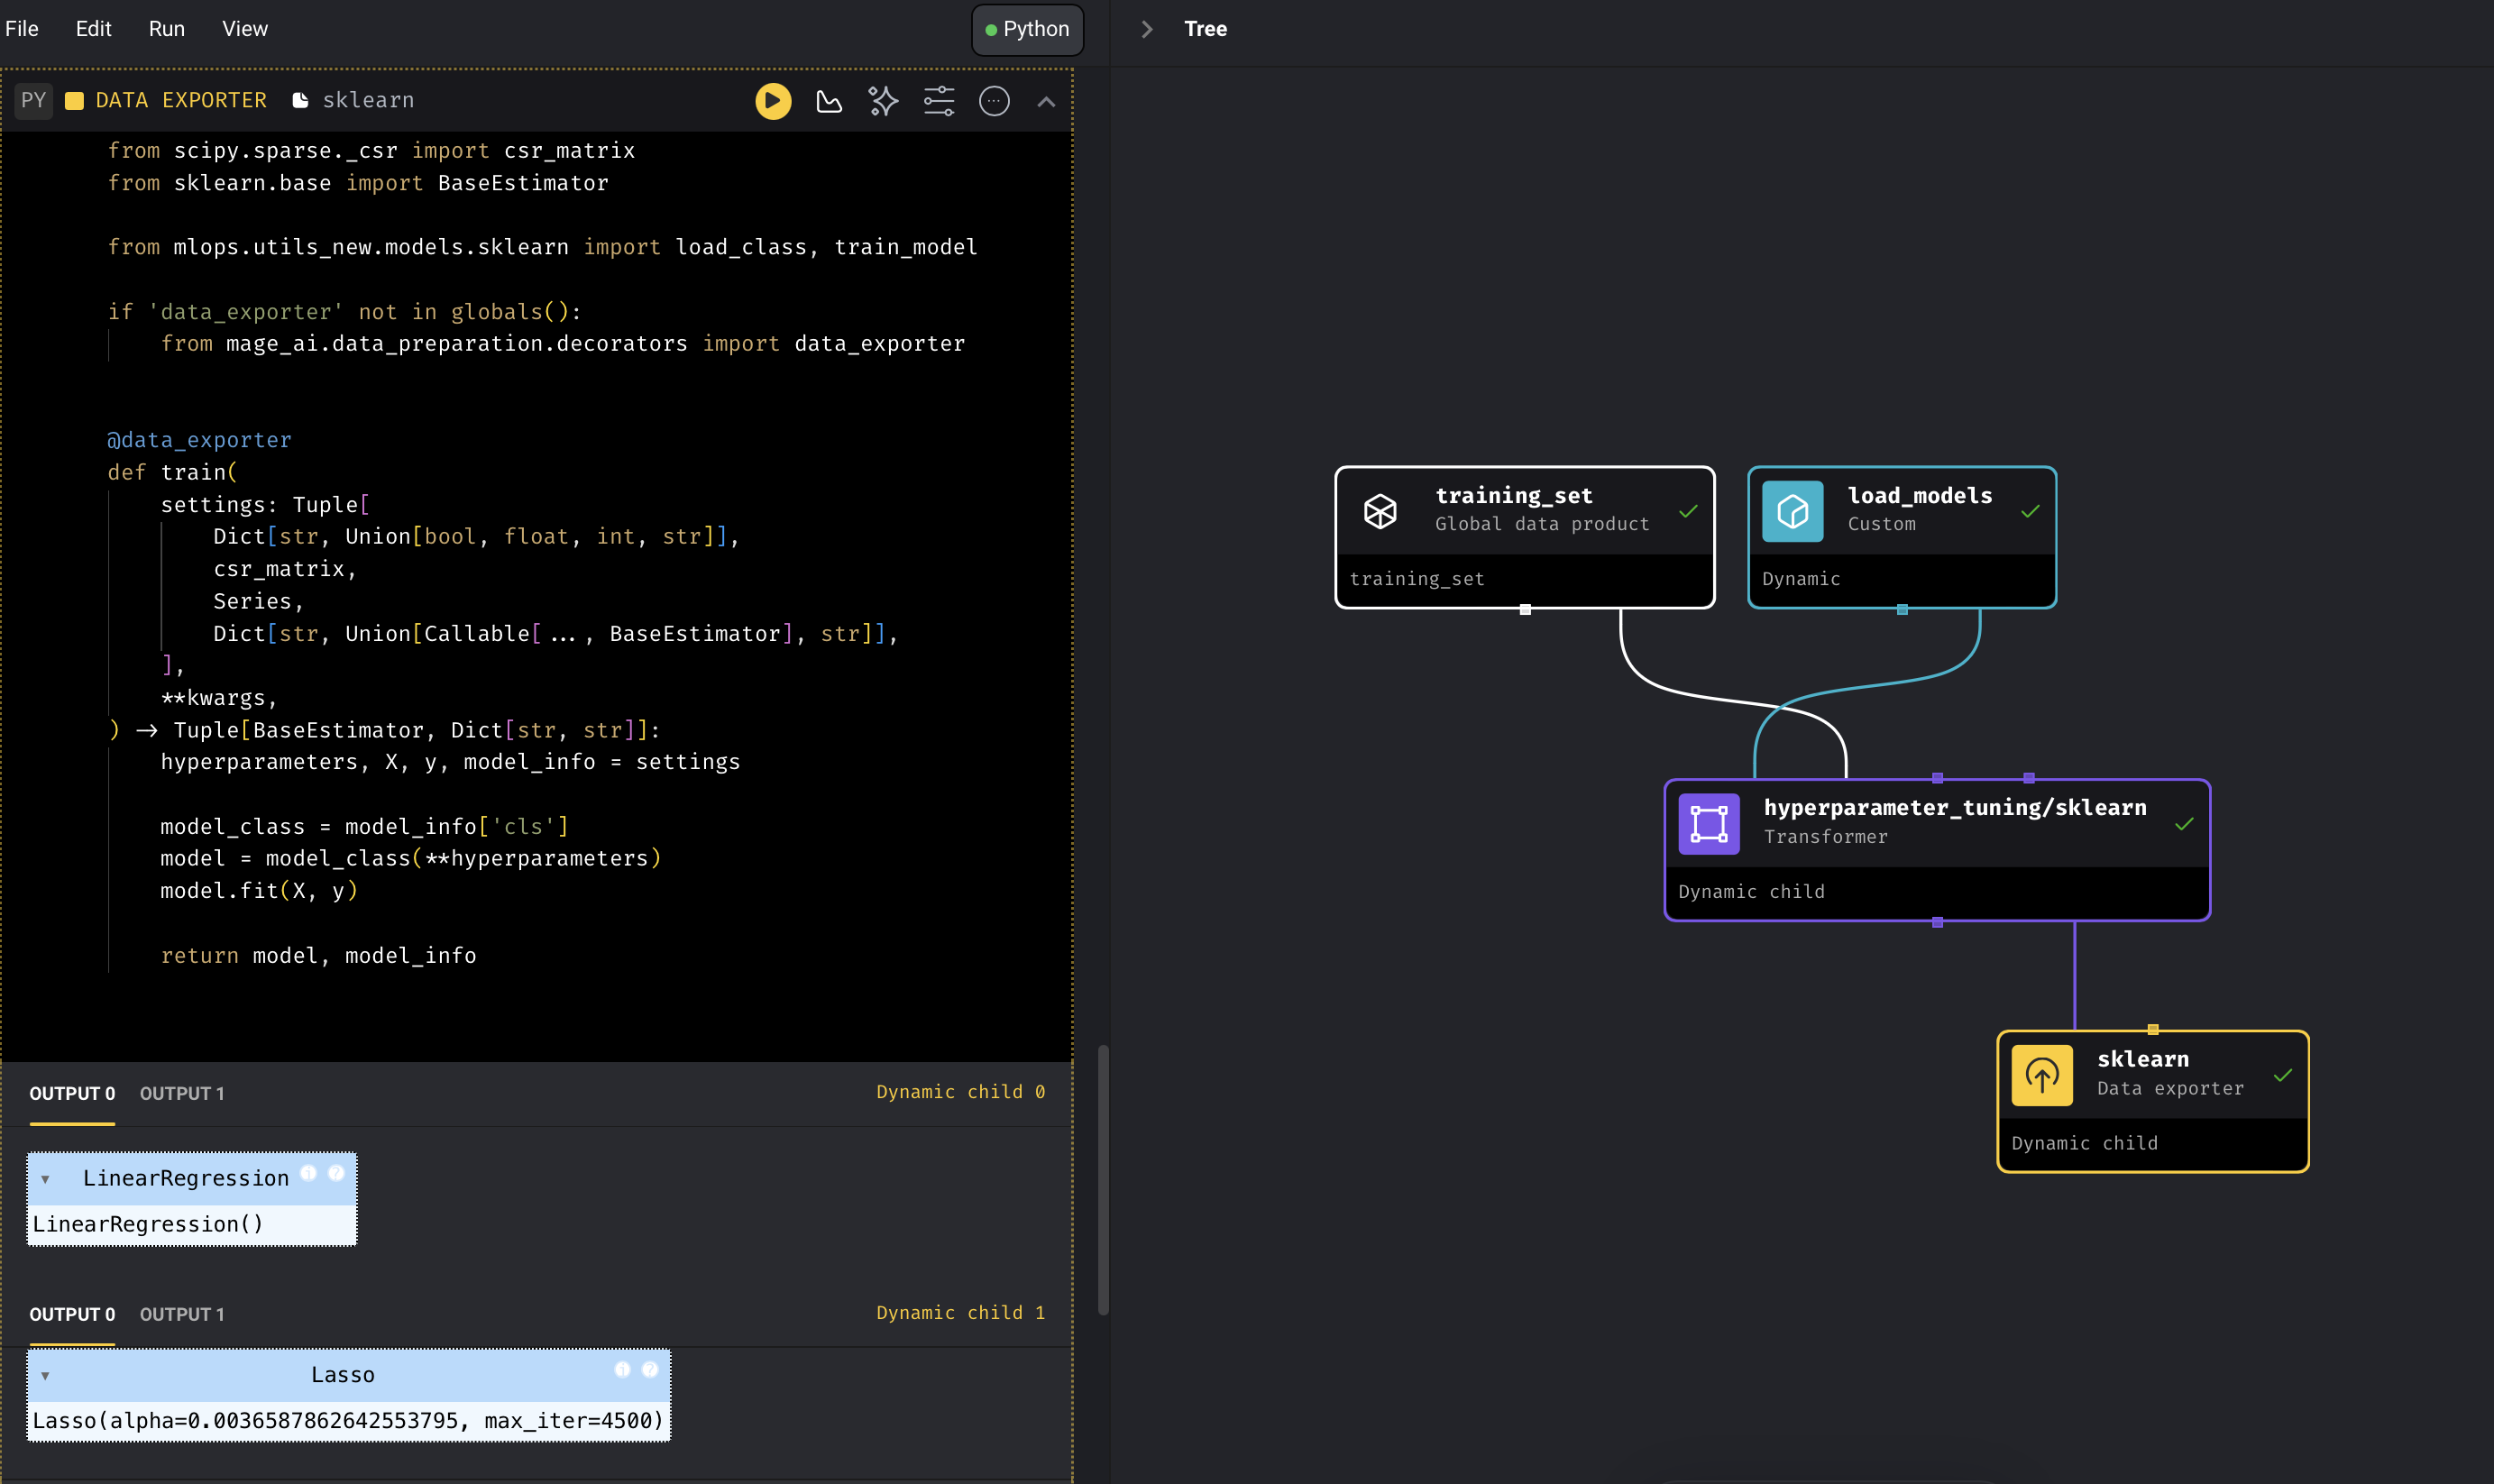 File Edit Run View Python
PY DATA EXPORTER sklearn
from scipy.sparse._csr import csr_matrix
from sklearn.base import BaseEstimator
from mlops.utils_new.models.sklearn import load_class, train_model
if 'data_exporter' not in globals():
    from mage_ai.data_preparation.decorators import data_exporter
@data_exporter
def train(
    settings: Tuple[
        Dict[str, Union[bool, float, int, str]],
        csr_matrix,
        Series,
        Dict[str, Union[Callable[..., BaseEstimator], str]],
    ],
    **kwargs,
) -> Tuple[BaseEstimator, Dict[str, str]]:
    hyperparameters, X, y, model_info = settings
    model_class = model_info['cls']
    model = model_class(**hyperparameters)
    model.fit(X, y)
    return model, model_info
OUTPUT 0 OUTPUT 1 Dynamic child 0
LinearRegression i ?
LinearRegression()
OUTPUT 0 OUTPUT 1 Dynamic child 1
Lasso i ?
Lasso(alpha=0.0036587862642553795, max_iter=4500)
Tree
training_set
Global data product
training_set
load_models
Custom
Dynamic
hyperparameter_tuning/sklearn
Transformer
Dynamic child
sklearn
Data exporter
Dynamic child